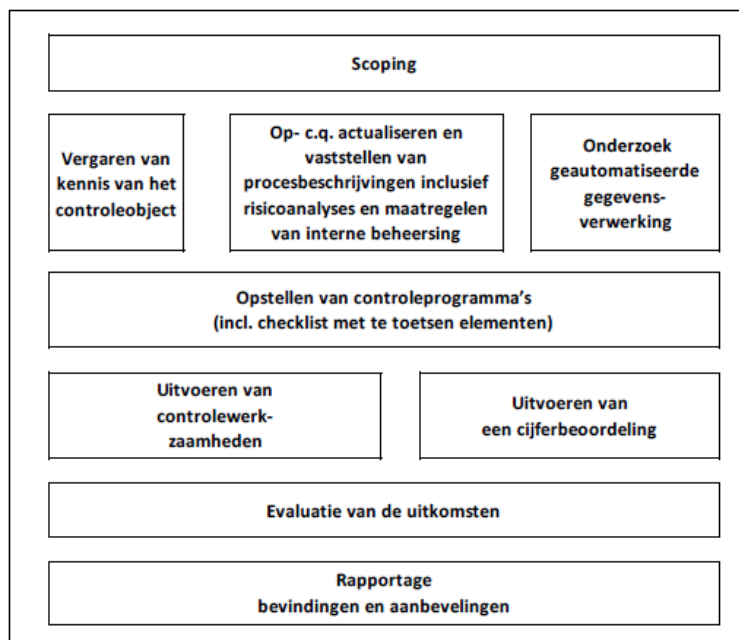 Scoping
Vergaren van
kennis van het
controleobject
Op- c.q. actualiseren en
vaststellen van
procesbeschrijvingen inclusief
risicoanalyses en maatregelen
van interne beheersing
Onderzoek
geautomatiseerde
gegevens-
verwerking
Opstellen van controleprogramma's
(incl. checklist met te toetsen elementen)
Uitvoeren van
controlewerk-
zaamheden
Uitvoeren van
een cijferbeoordeling
Evaluatie van de uitkomsten
Rapportage
bevindingen en aanbevelingen